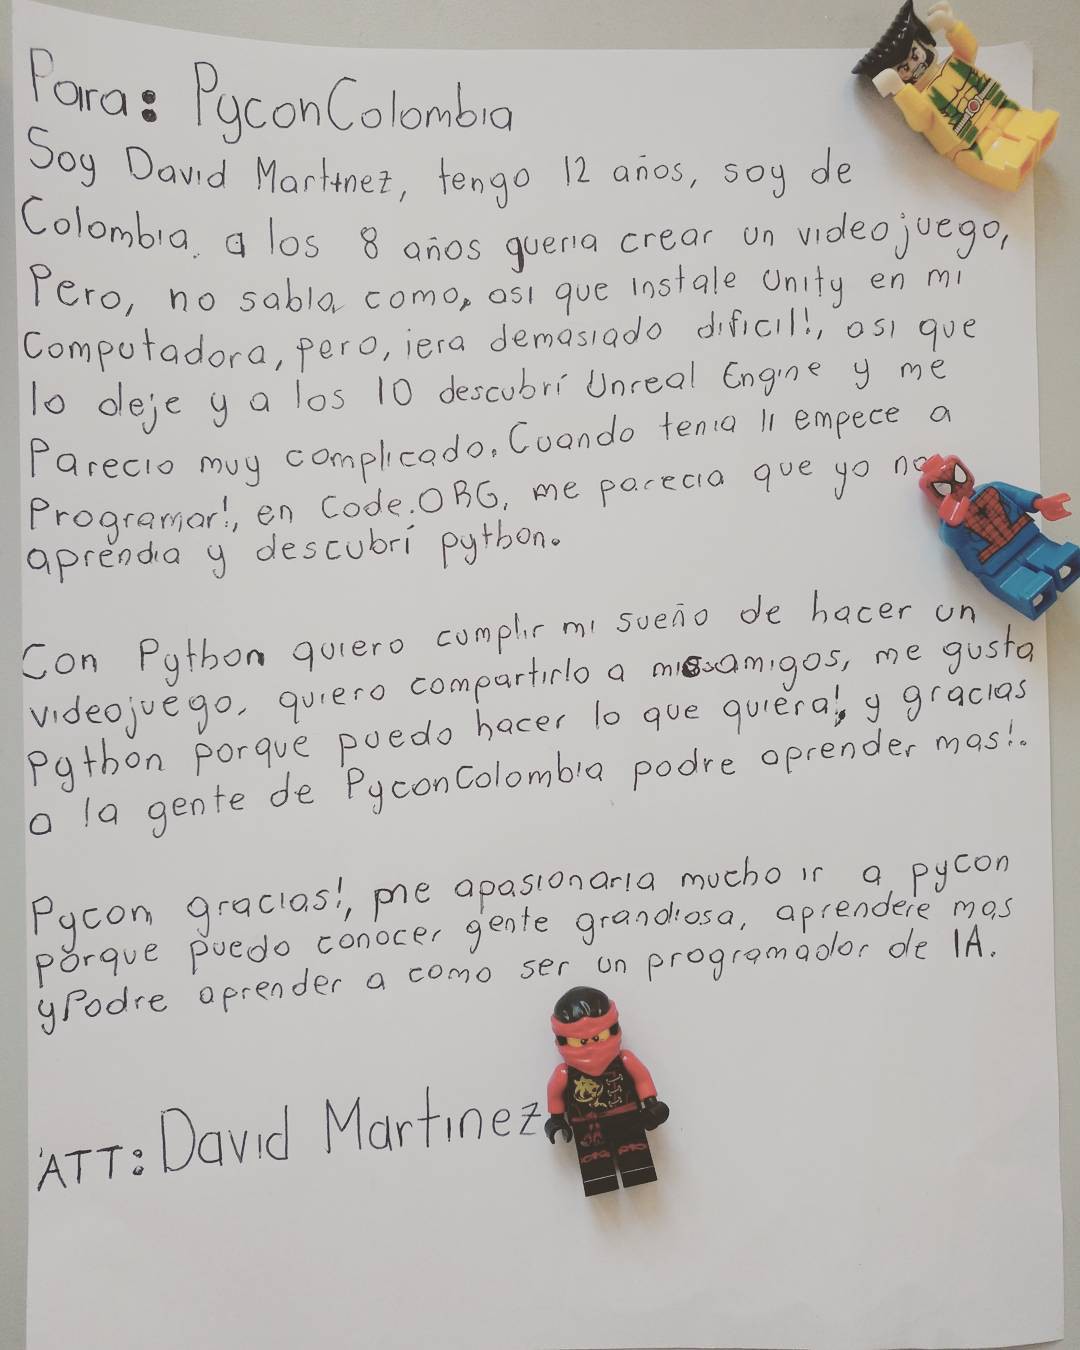 Para: PyconColombia
Soy David Martinez, tengo 12 años, soy de
Colombia. a los 8 años queria crear un videojuego,
Pero, no sabia como, asi que instale Unity en mi
Computadora, pero, ¡era demasiado dificil!, asi que
lo deje y a los 10 descubrí Unreal Engine y me
Parecio muy complicado. Cuando tenia 11 empece a
Programar!, en Code.ORG, me parecia que yo no
aprendia y descubrí python.
Con Python quiero cumplir mi sueño de hacer un
videojuego, quiero compartirlo a mis amigos, me gusta
Python porque puedo hacer lo que quiera!, y gracias
a la gente de PyconColombia podre aprender mas!.
Pycon gracias!, me apasionaria mucho ir a pycon
porque puedo conocer gente grandiosa, aprendere mas
y Podre aprender a como ser un programador de IA.
ATT: David Martinez